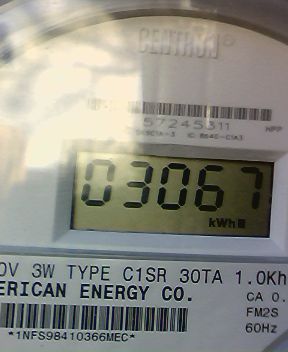 CENTRON®
57245311
HPP
03067
kWh
0V 3W TYPE C1SR 30TA 1.0Kh
ERICAN ENERGY CO.
CA 0.
FM2S
60Hz
*1NFS98410366MEC*